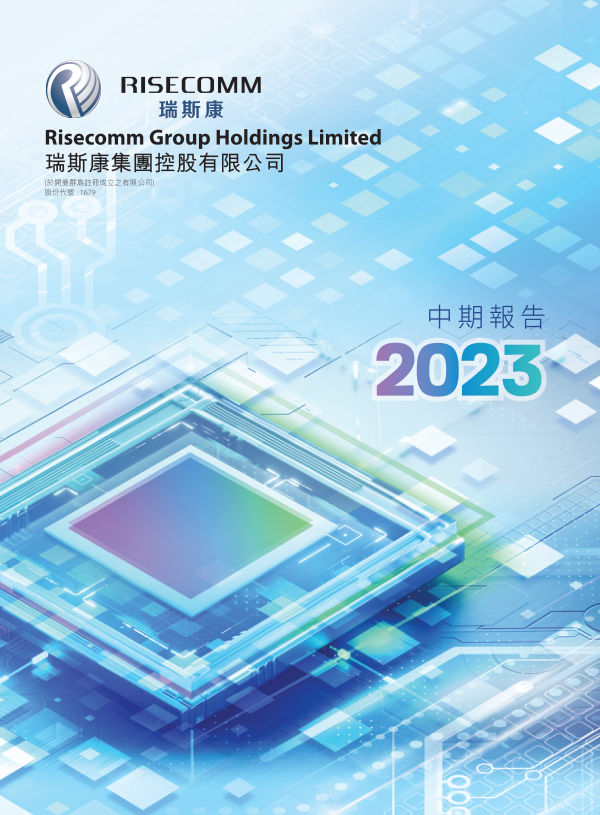 RISECOMM
瑞斯康
Risecomm Group Holdings Limited
瑞斯康集團控股有限公司
(於開曼群島註冊成立之有限公司)
股份代號 : 1679
中期報告
2023